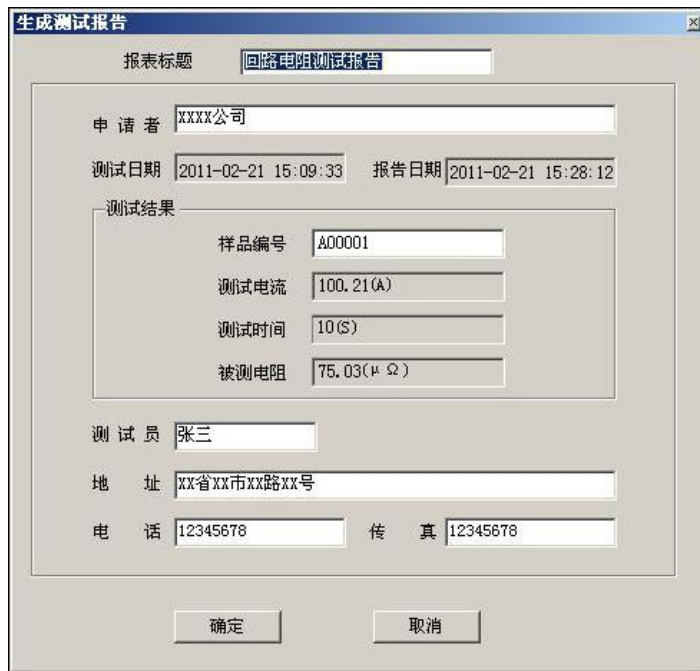 生成测试报告
报表标题 回路电阻测试报告
申请者 XXXX公司
测试日期 2011-02-21 15:09:33 报告日期 2011-02-21 15:28:12
测试结果
样品编号 A00001
测试电流 100.21(A)
测试时间 10(S)
被测电阻 75.03(μΩ)
测试员 张三
地址 XX省XX市XX路XX号
电话 12345678 传真 12345678
确定 取消